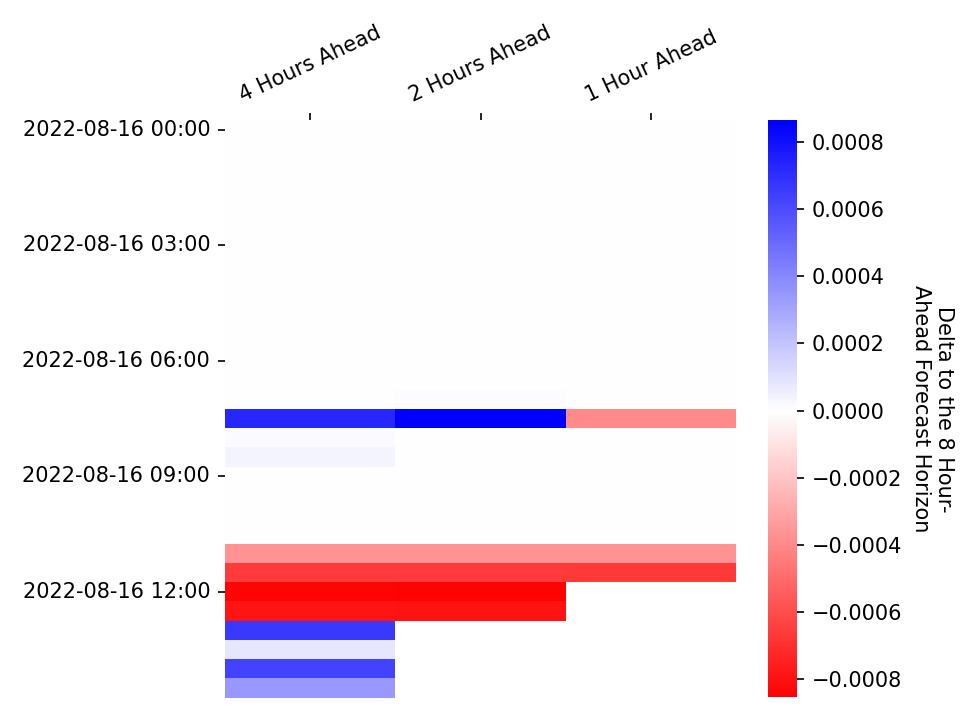 4 Hours Ahead
2 Hours Ahead
1 Hour Ahead
2022-08-16 00:00
2022-08-16 03:00
2022-08-16 06:00
2022-08-16 09:00
2022-08-16 12:00
0.0008
0.0006
0.0004
0.0002
0.0000
−0.0002
−0.0004
−0.0006
−0.0008
Delta to the 8 Hour-
Ahead Forecast Horizon